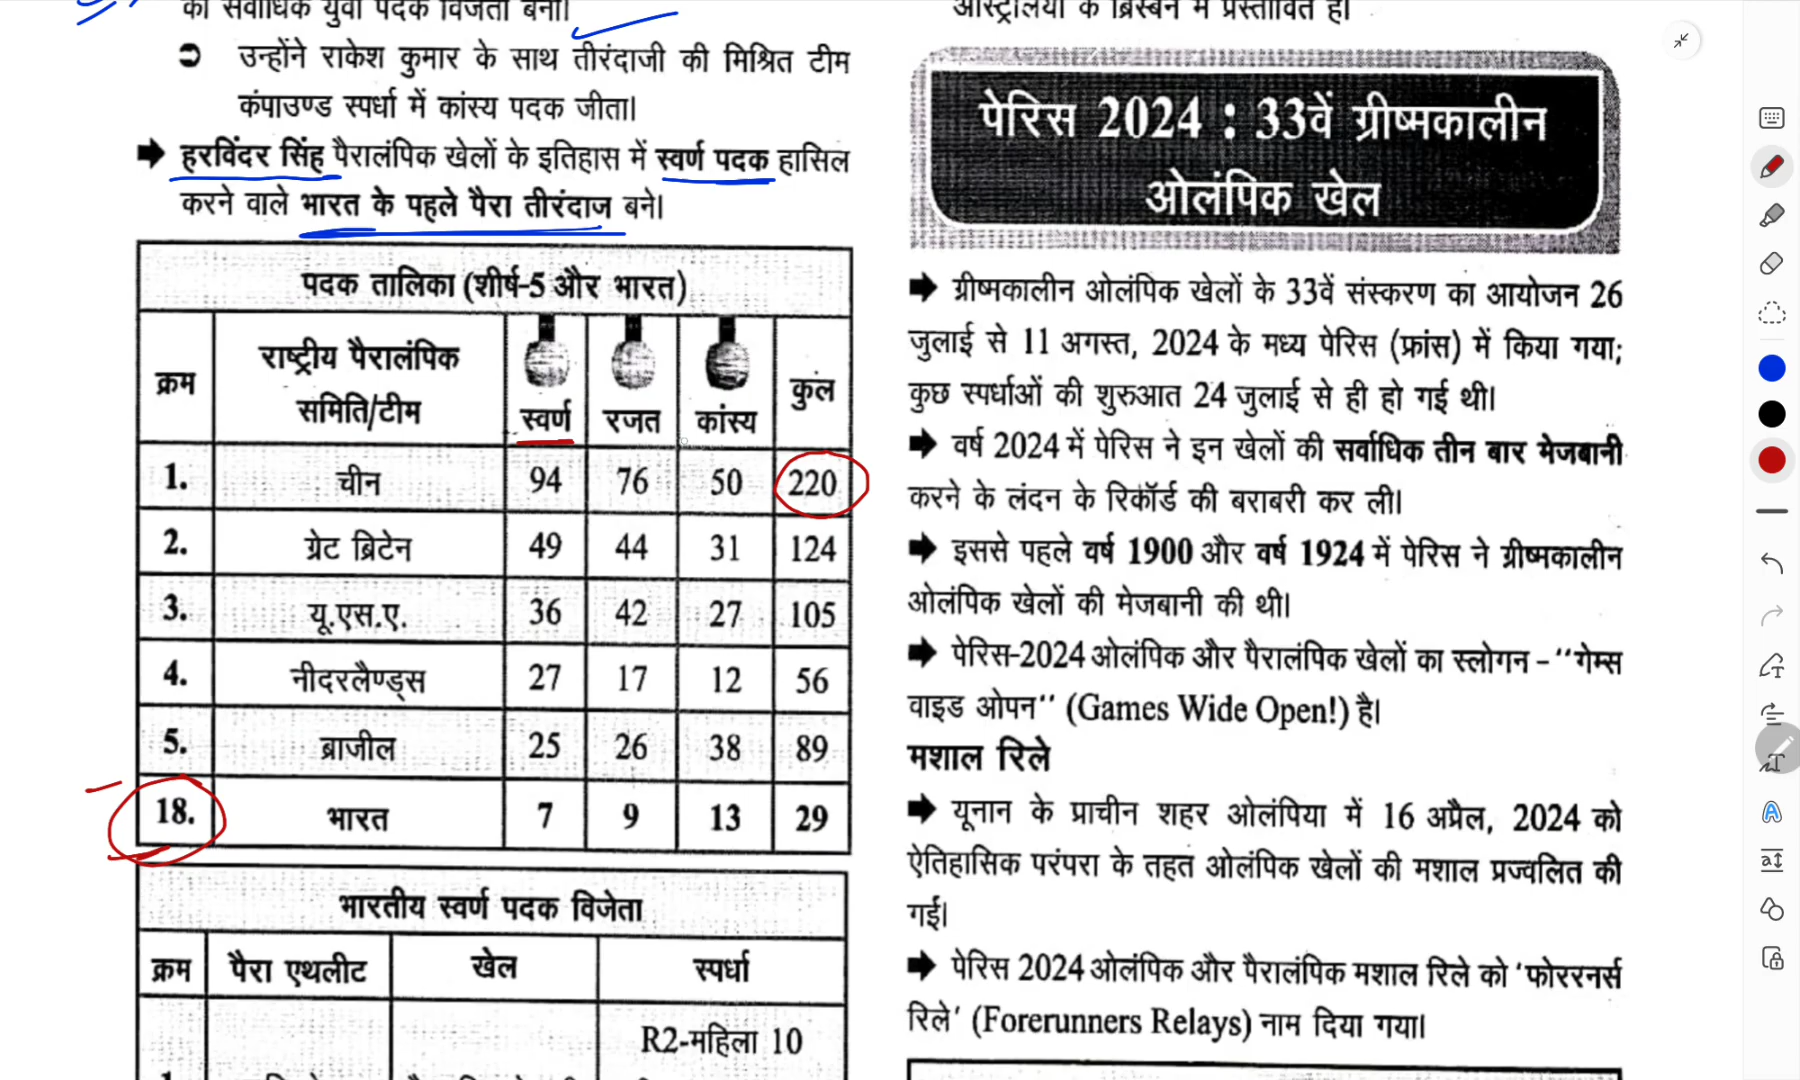 का सर्वाधिक युवा पदक विजेता बनी।
उन्होंने राकेश कुमार के साथ तीरंदाजी की मिश्रित टीम
कंपाउण्ड स्पर्धा में कांस्य पदक जीता।
हरविंदर सिंह पैरालंपिक खेलों के इतिहास में स्वर्ण पदक हासिल
करने वाले भारत के पहले पैरा तीरंदाज बने।
पदक तालिका (शीर्ष-5 और भारत)
क्रम राष्ट्रीय पैरालंपिक समिति/टीम स्वर्ण रजत कांस्य कुल
1. चीन 94 76 50 220
2. ग्रेट ब्रिटेन 49 44 31 124
3. यू.एस.ए. 36 42 27 105
4. नीदरलैण्ड्स 27 17 12 56
5. ब्राजील 25 26 38 89
18. भारत 7 9 13 29
भारतीय स्वर्ण पदक विजेता
क्रम पैरा एथलीट खेल स्पर्धा
R2-महिला 10
ऑस्ट्रेलिया के ब्रिस्बेन में प्रस्तावित है।
पेरिस 2024 : 33वें ग्रीष्मकालीन
ओलंपिक खेल
ग्रीष्मकालीन ओलंपिक खेलों के 33वें संस्करण का आयोजन 26
जुलाई से 11 अगस्त, 2024 के मध्य पेरिस (फ्रांस) में किया गया;
कुछ स्पर्धाओं की शुरुआत 24 जुलाई से ही हो गई थी।
वर्ष 2024 में पेरिस ने इन खेलों की सर्वाधिक तीन बार मेजबानी
करने के लंदन के रिकॉर्ड की बराबरी कर ली।
इससे पहले वर्ष 1900 और वर्ष 1924 में पेरिस ने ग्रीष्मकालीन
ओलंपिक खेलों की मेजबानी की थी।
पेरिस-2024 ओलंपिक और पैरालंपिक खेलों का स्लोगन – ''गेम्स
वाइड ओपन'' (Games Wide Open!) है।
मशाल रिले
यूनान के प्राचीन शहर ओलंपिया में 16 अप्रैल, 2024 को
ऐतिहासिक परंपरा के तहत ओलंपिक खेलों की मशाल प्रज्वलित की
गई।
पेरिस 2024 ओलंपिक और पैरालंपिक मशाल रिले को 'फोररनर्स
रिले' (Forerunners Relays) नाम दिया गया।